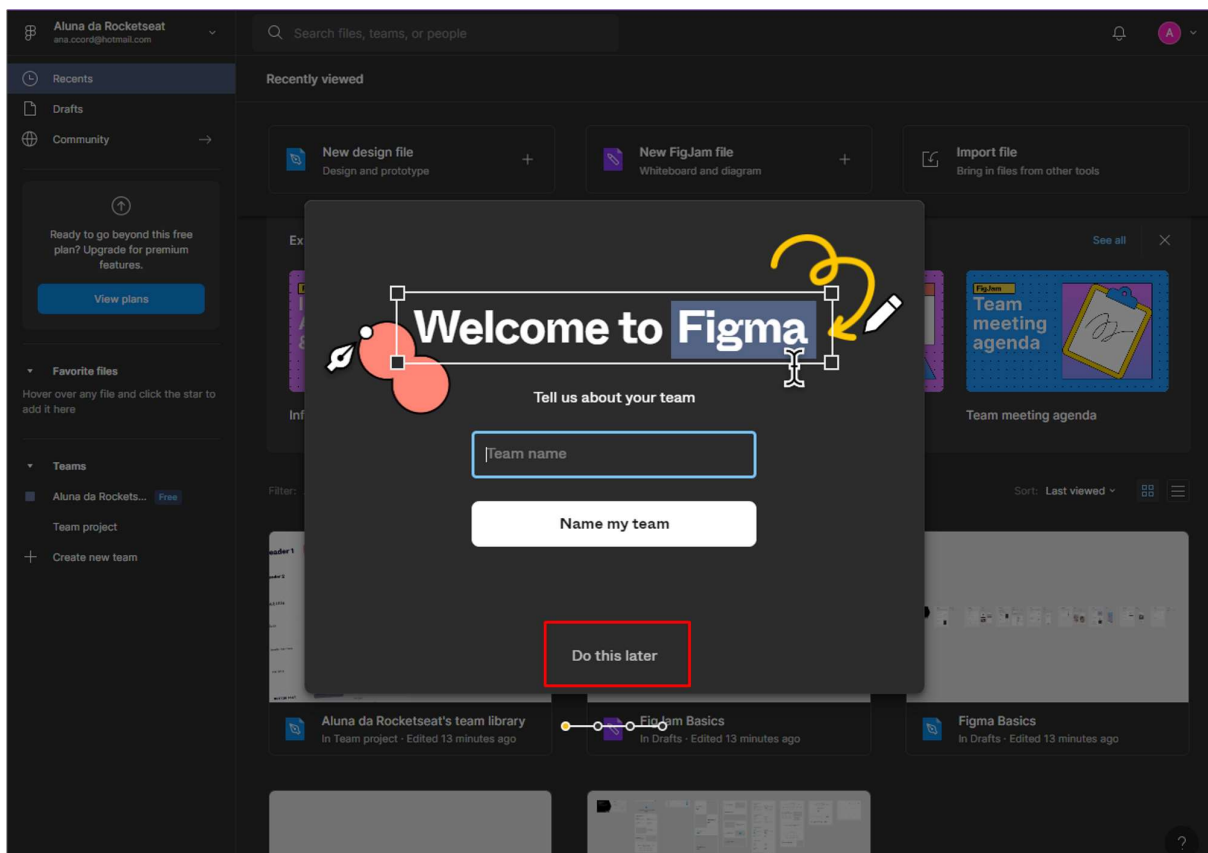 Aluna da Rocketseat
ana.ccord@hotmail.com
Search files, teams, or people
A
Recents
Recently viewed
Drafts
Community
New design file
Design and prototype
New FigJam file
Whiteboard and diagram
Import file
Bring in files from other tools
Ready to go beyond this free
plan? Upgrade for premium
features.
View plans
Ex
See all
FigJam
Team
meeting
agenda
Team meeting agenda
Inf
Welcome to Figma
Tell us about your team
Team name
Name my team
Do this later
Favorite files
Hover over any file and click the star to
add it here
Teams
Aluna da Rockets... Free
Team project
Create new team
Filter:
Sort: Last viewed
Aluna da Rocketseat's team library
In Team project · Edited 13 minutes ago
FigJam Basics
In Drafts · Edited 13 minutes ago
Figma Basics
In Drafts · Edited 13 minutes ago
?